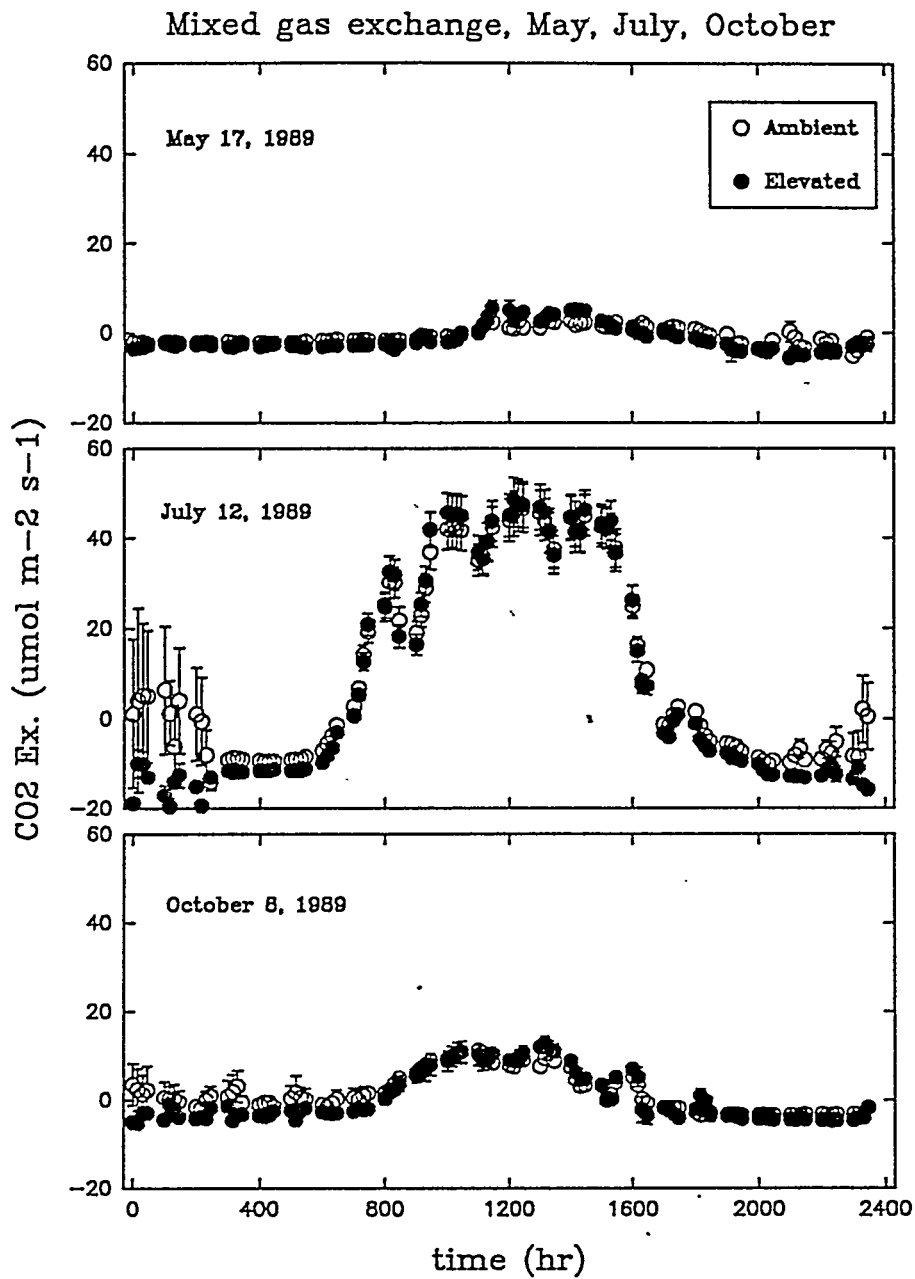 Mixed gas exchange, May, July, October
60
40
20
0
-20
May 17, 1989
Ambient
Elevated
60
40
20
0
-20
July 12, 1989
60
40
20
0
-20
October 8, 1989
0 400 800 1200 1600 2000 2400
CO2 Ex. (umol m-2 s-1)
time (hr)